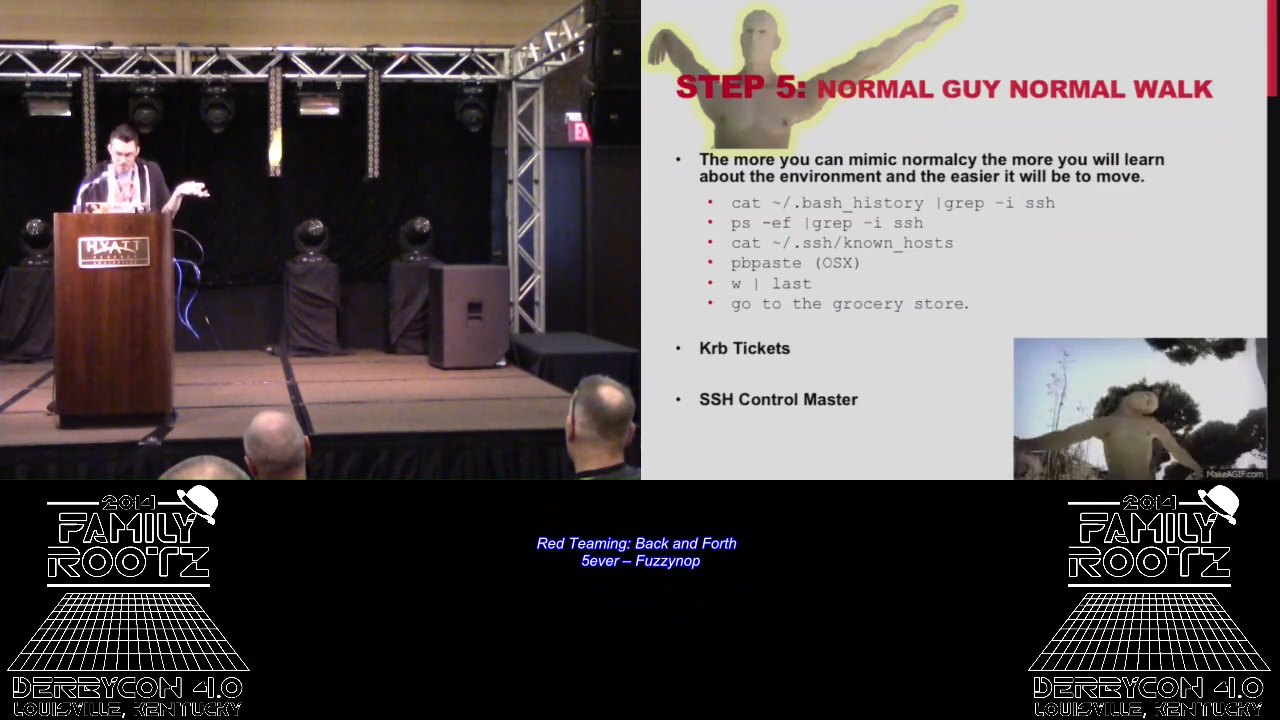 HYATT
REGENCY
STEP 5: NORMAL GUY NORMAL WALK
• The more you can mimic normalcy the more you will learn
about the environment and the easier it will be to move.
• cat ~/.bash_history |grep -i ssh
• ps -ef |grep -i ssh
• cat ~/.ssh/known_hosts
• pbpaste (OSX)
• w | last
• go to the grocery store.
• Krb Tickets
• SSH Control Master
MakeAGIF.com
2014
FAMILY
ROOTZ
DERBYCON 4.0
LOUISVILLE, KENTUCKY
Red Teaming: Back and Forth
5ever – Fuzzynop
2014
FAMILY
ROOTZ
DERBYCON 4.0
LOUISVILLE, KENTUCKY